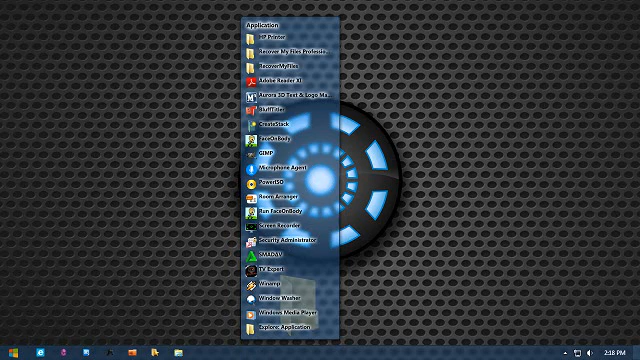 Application
HP Printer
Recover My Files Professio...
RecoverMyFiles
Adobe Reader XI
Aurora 3D Text & Logo Ma...
BluffTitler
CreateStack
FaceOnBody
GIMP
Microphone Agent
PowerISO
Room Arranger
Run FaceOnBody
Screen Recorder
Security Administrator
SMADAV
TV Expert
Winamp
Window Washer
Windows Media Player
Explore: Application
2:18 PM